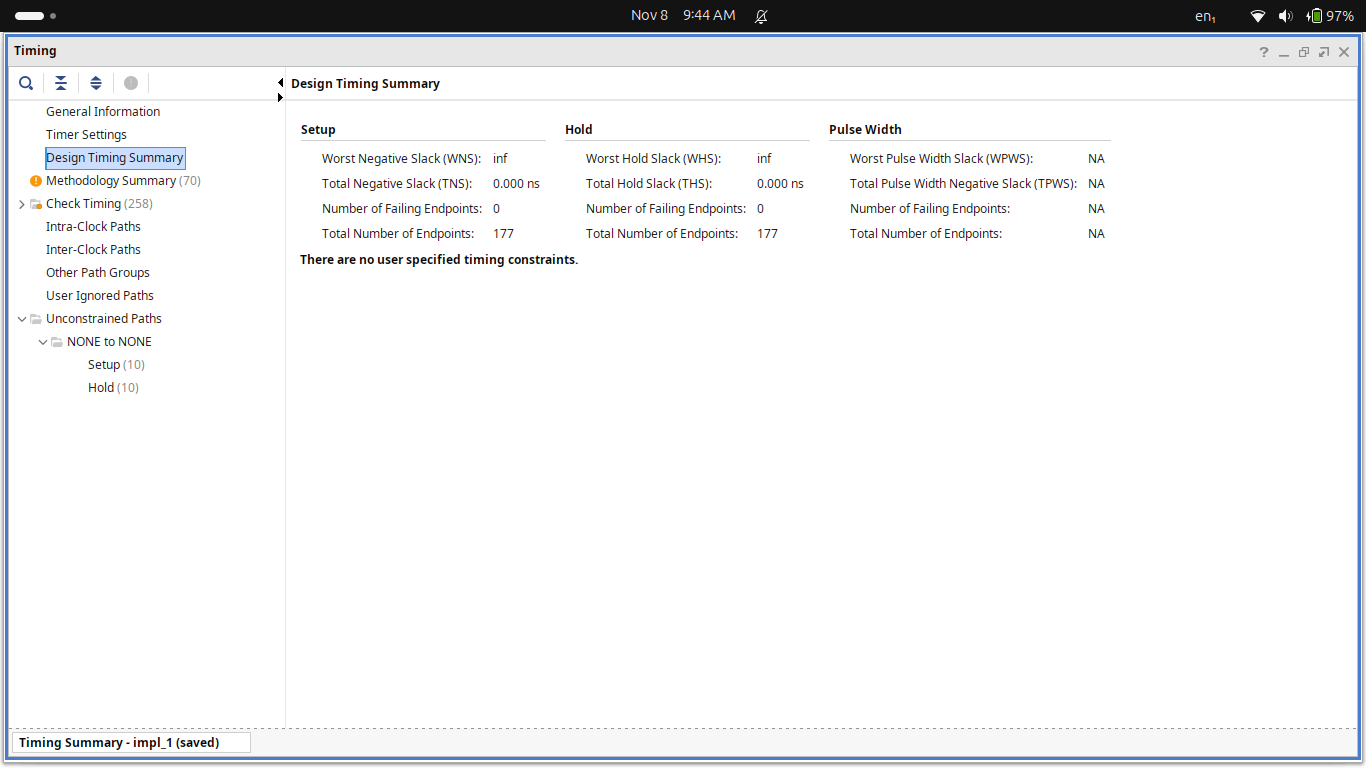 Nov 8 9:44 AM en₁ 97%
Timing
Design Timing Summary
General Information
Timer Settings
Design Timing Summary
Methodology Summary (70)
Check Timing (258)
Intra-Clock Paths
Inter-Clock Paths
Other Path Groups
User Ignored Paths
Unconstrained Paths
NONE to NONE
Setup (10)
Hold (10)
Setup
Worst Negative Slack (WNS): inf
Total Negative Slack (TNS): 0.000 ns
Number of Failing Endpoints: 0
Total Number of Endpoints: 177
Hold
Worst Hold Slack (WHS): inf
Total Hold Slack (THS): 0.000 ns
Number of Failing Endpoints: 0
Total Number of Endpoints: 177
Pulse Width
Worst Pulse Width Slack (WPWS): NA
Total Pulse Width Negative Slack (TPWS): NA
Number of Failing Endpoints: NA
Total Number of Endpoints: NA
There are no user specified timing constraints.
Timing Summary - impl_1 (saved)